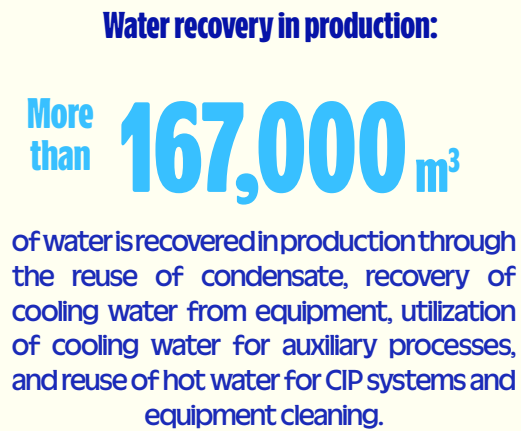 Water recovery in production:
More
than
167,000 m³
of water is recovered in production through
the reuse of condensate, recovery of
cooling water from equipment, utilization
of cooling water for auxiliary processes,
and reuse of hot water for CIP systems and
equipment cleaning.